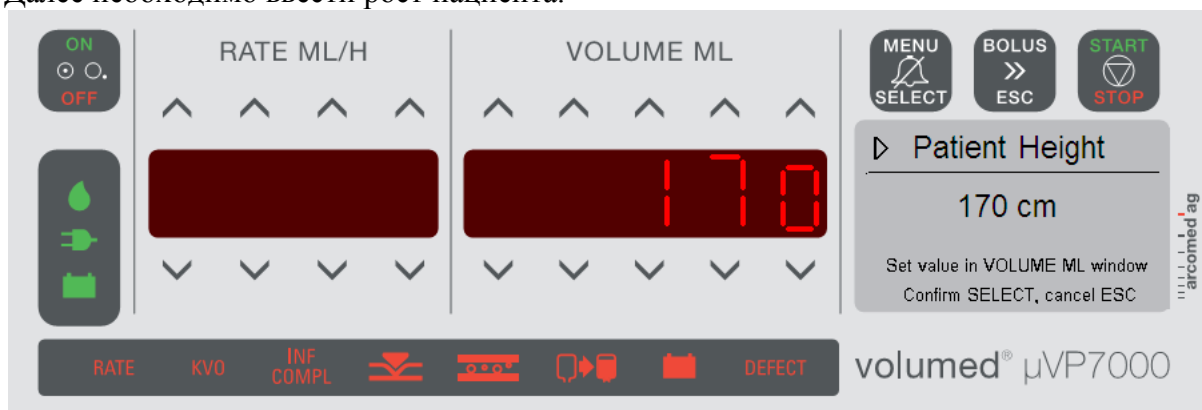 Далее необходимо ввести рост пациента.
ON
OFF
RATE ML/H
VOLUME ML
MENU
SELECT
BOLUS
ESC
START
STOP
170
Patient Height
170 cm
Set value in VOLUME ML window
Confirm SELECT, cancel ESC
arcomed ag
RATE
KVO
INF
COMPL
DEFECT
volumed® µVP7000